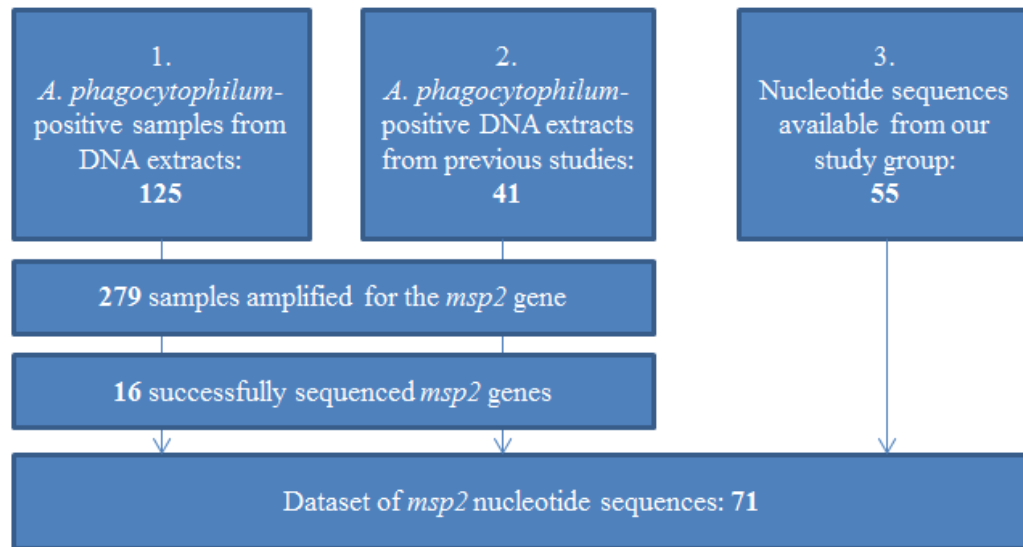 1.
A. phagocytophilum-
positive samples from
DNA extracts:
125
2.
A. phagocytophilum-
positive DNA extracts
from previous studies:
41
3.
Nucleotide sequences
available from our
study group:
55
279 samples amplified for the msp2 gene
16 successfully sequenced msp2 genes
Dataset of msp2 nucleotide sequences: 71